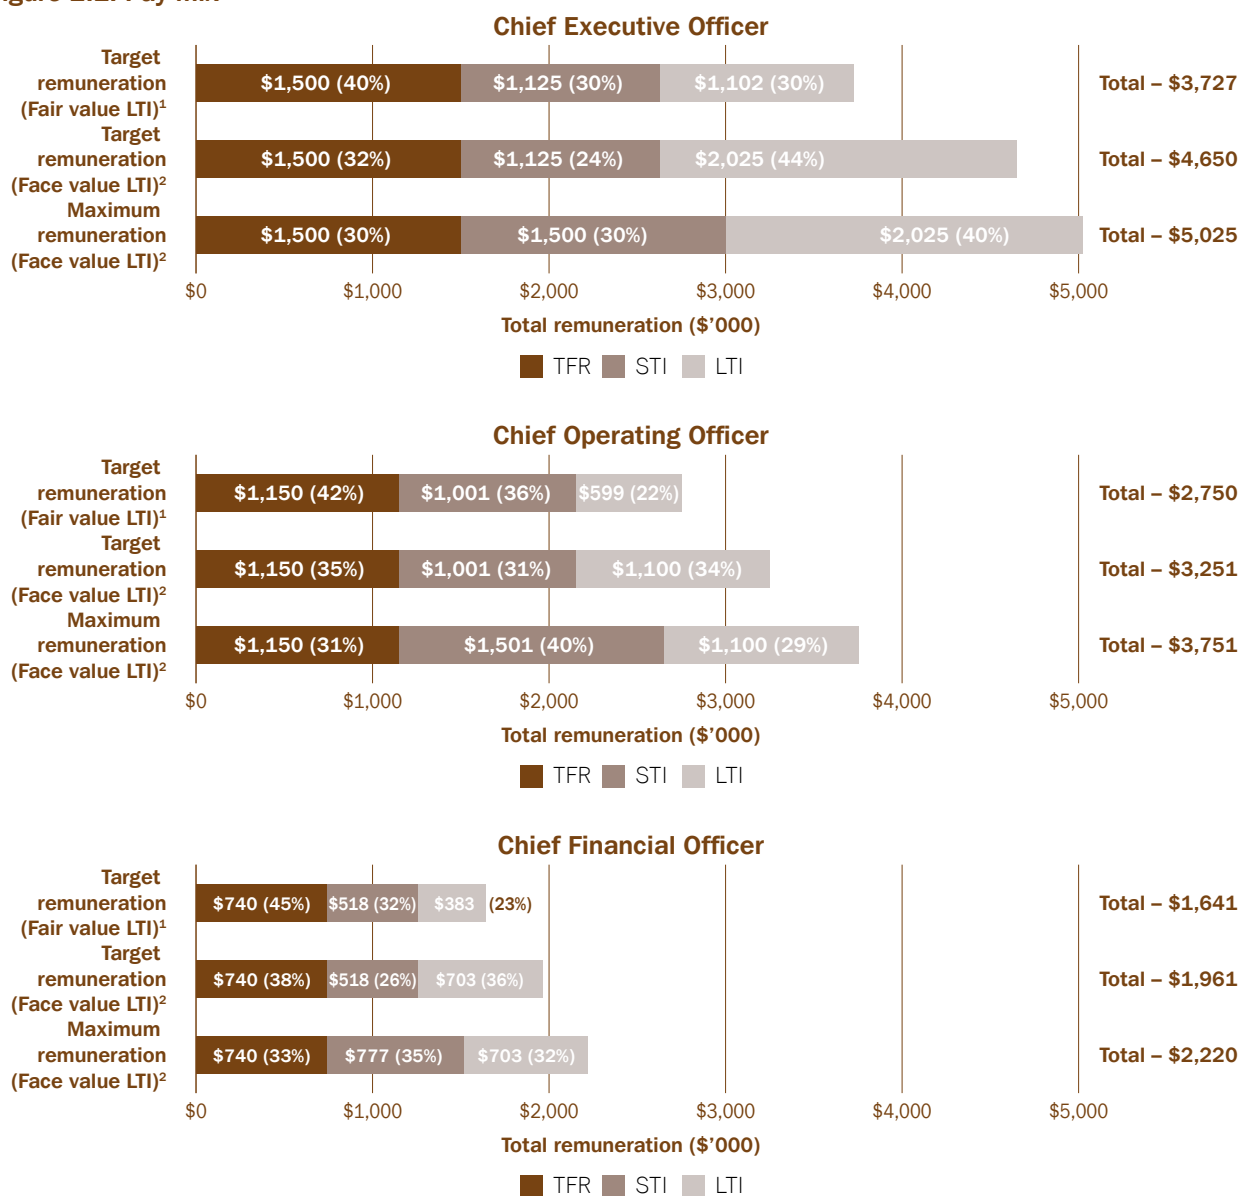 Chief Executive Officer
Target
remuneration
(Fair value LTI)¹
$1,500 (40%) $1,125 (30%) $1,102 (30%) Total – $3,727
Target
remuneration
(Face value LTI)²
$1,500 (32%) $1,125 (24%) $2,025 (44%) Total – $4,650
Maximum
remuneration
(Face value LTI)²
$1,500 (30%) $1,500 (30%) $2,025 (40%) Total – $5,025
$0 $1,000 $2,000 $3,000 $4,000 $5,000
Total remuneration ($’000)
TFR STI LTI
Chief Operating Officer
Target
remuneration
(Fair value LTI)¹
$1,150 (42%) $1,001 (36%) $599 (22%) Total – $2,750
Target
remuneration
(Face value LTI)²
$1,150 (35%) $1,001 (31%) $1,100 (34%) Total – $3,251
Maximum
remuneration
(Face value LTI)²
$1,150 (31%) $1,501 (40%) $1,100 (29%) Total – $3,751
$0 $1,000 $2,000 $3,000 $4,000 $5,000
Total remuneration ($’000)
TFR STI LTI
Chief Financial Officer
Target
remuneration
(Fair value LTI)¹
$740 (45%) $518 (32%) $383 (23%) Total – $1,641
Target
remuneration
(Face value LTI)²
$740 (38%) $518 (26%) $703 (36%) Total – $1,961
Maximum
remuneration
(Face value LTI)²
$740 (33%) $777 (35%) $703 (32%) Total – $2,220
$0 $1,000 $2,000 $3,000 $4,000 $5,000
Total remuneration ($’000)
TFR STI LTI